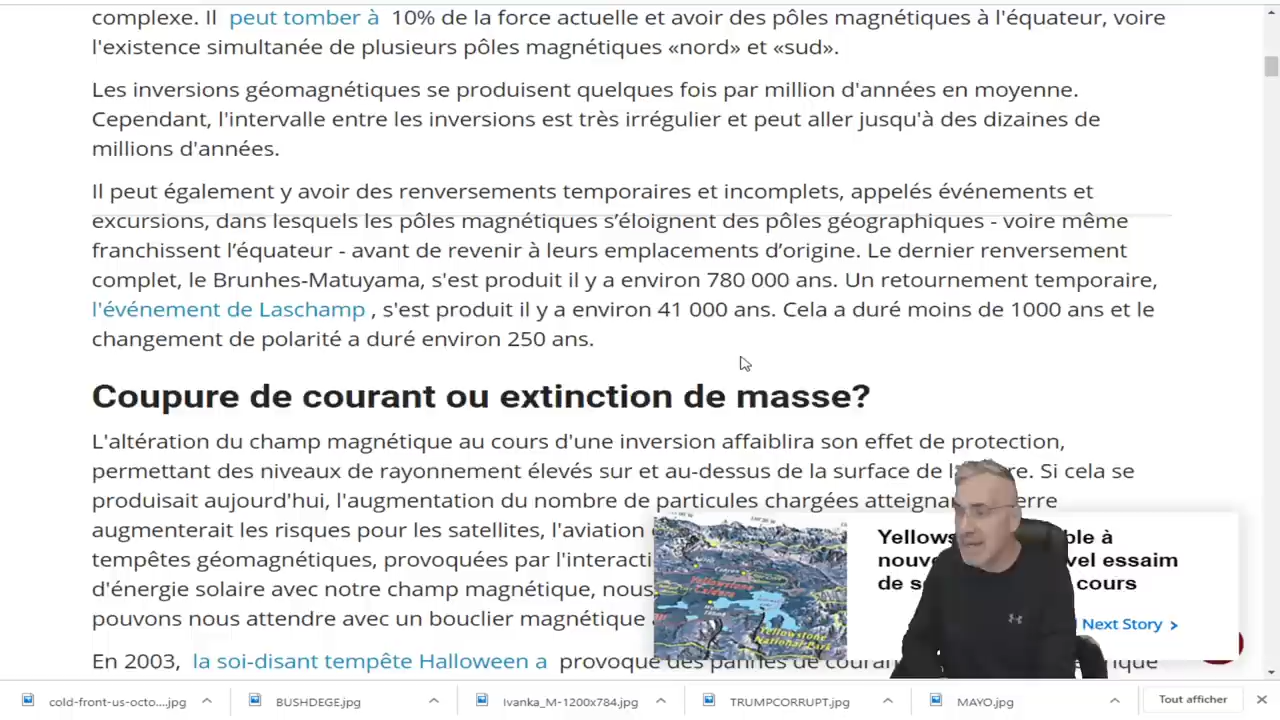 complexe. Il peut tomber à 10% de la force actuelle et avoir des pôles magnétiques à l'équateur, voire
l'existence simultanée de plusieurs pôles magnétiques «nord» et «sud».
Les inversions géomagnétiques se produisent quelques fois par million d'années en moyenne.
Cependant, l'intervalle entre les inversions est très irrégulier et peut aller jusqu'à des dizaines de
millions d'années.
Il peut également y avoir des renversements temporaires et incomplets, appelés événements et
excursions, dans lesquels les pôles magnétiques s’éloignent des pôles géographiques - voire même
franchissent l’équateur - avant de revenir à leurs emplacements d’origine. Le dernier renversement
complet, le Brunhes-Matuyama, s'est produit il y a environ 780 000 ans. Un retournement temporaire,
l'événement de Laschamp , s'est produit il y a environ 41 000 ans. Cela a duré moins de 1000 ans et le
changement de polarité a duré environ 250 ans.
Coupure de courant ou extinction de masse?
L'altération du champ magnétique au cours d'une inversion affaiblira son effet de protection,
permettant des niveaux de rayonnement élevés sur et au-dessus de la surface de Si cela se
produisait aujourd'hui, l'augmentation du nombre de particules chargées
augmenterait les risques pour les satellites, l'aviation
tempêtes géomagnétiques, provoquées par
d'énergie solaire avec notre champ magnétique, nous
pouvons nous attendre avec un bouclier magnétique
En 2003, la soi-disant tempête Halloween a provoqué des pannes de
à
essaim
de cours
Next Story >
Yellowstone
National Park
cold-front-us-octo....jpg
BUSHDEGE.jpg
Ivanka_M-1200x784.jpg
TRUMPCORRUPT.jpg
MAYO.jpg
Tout afficher